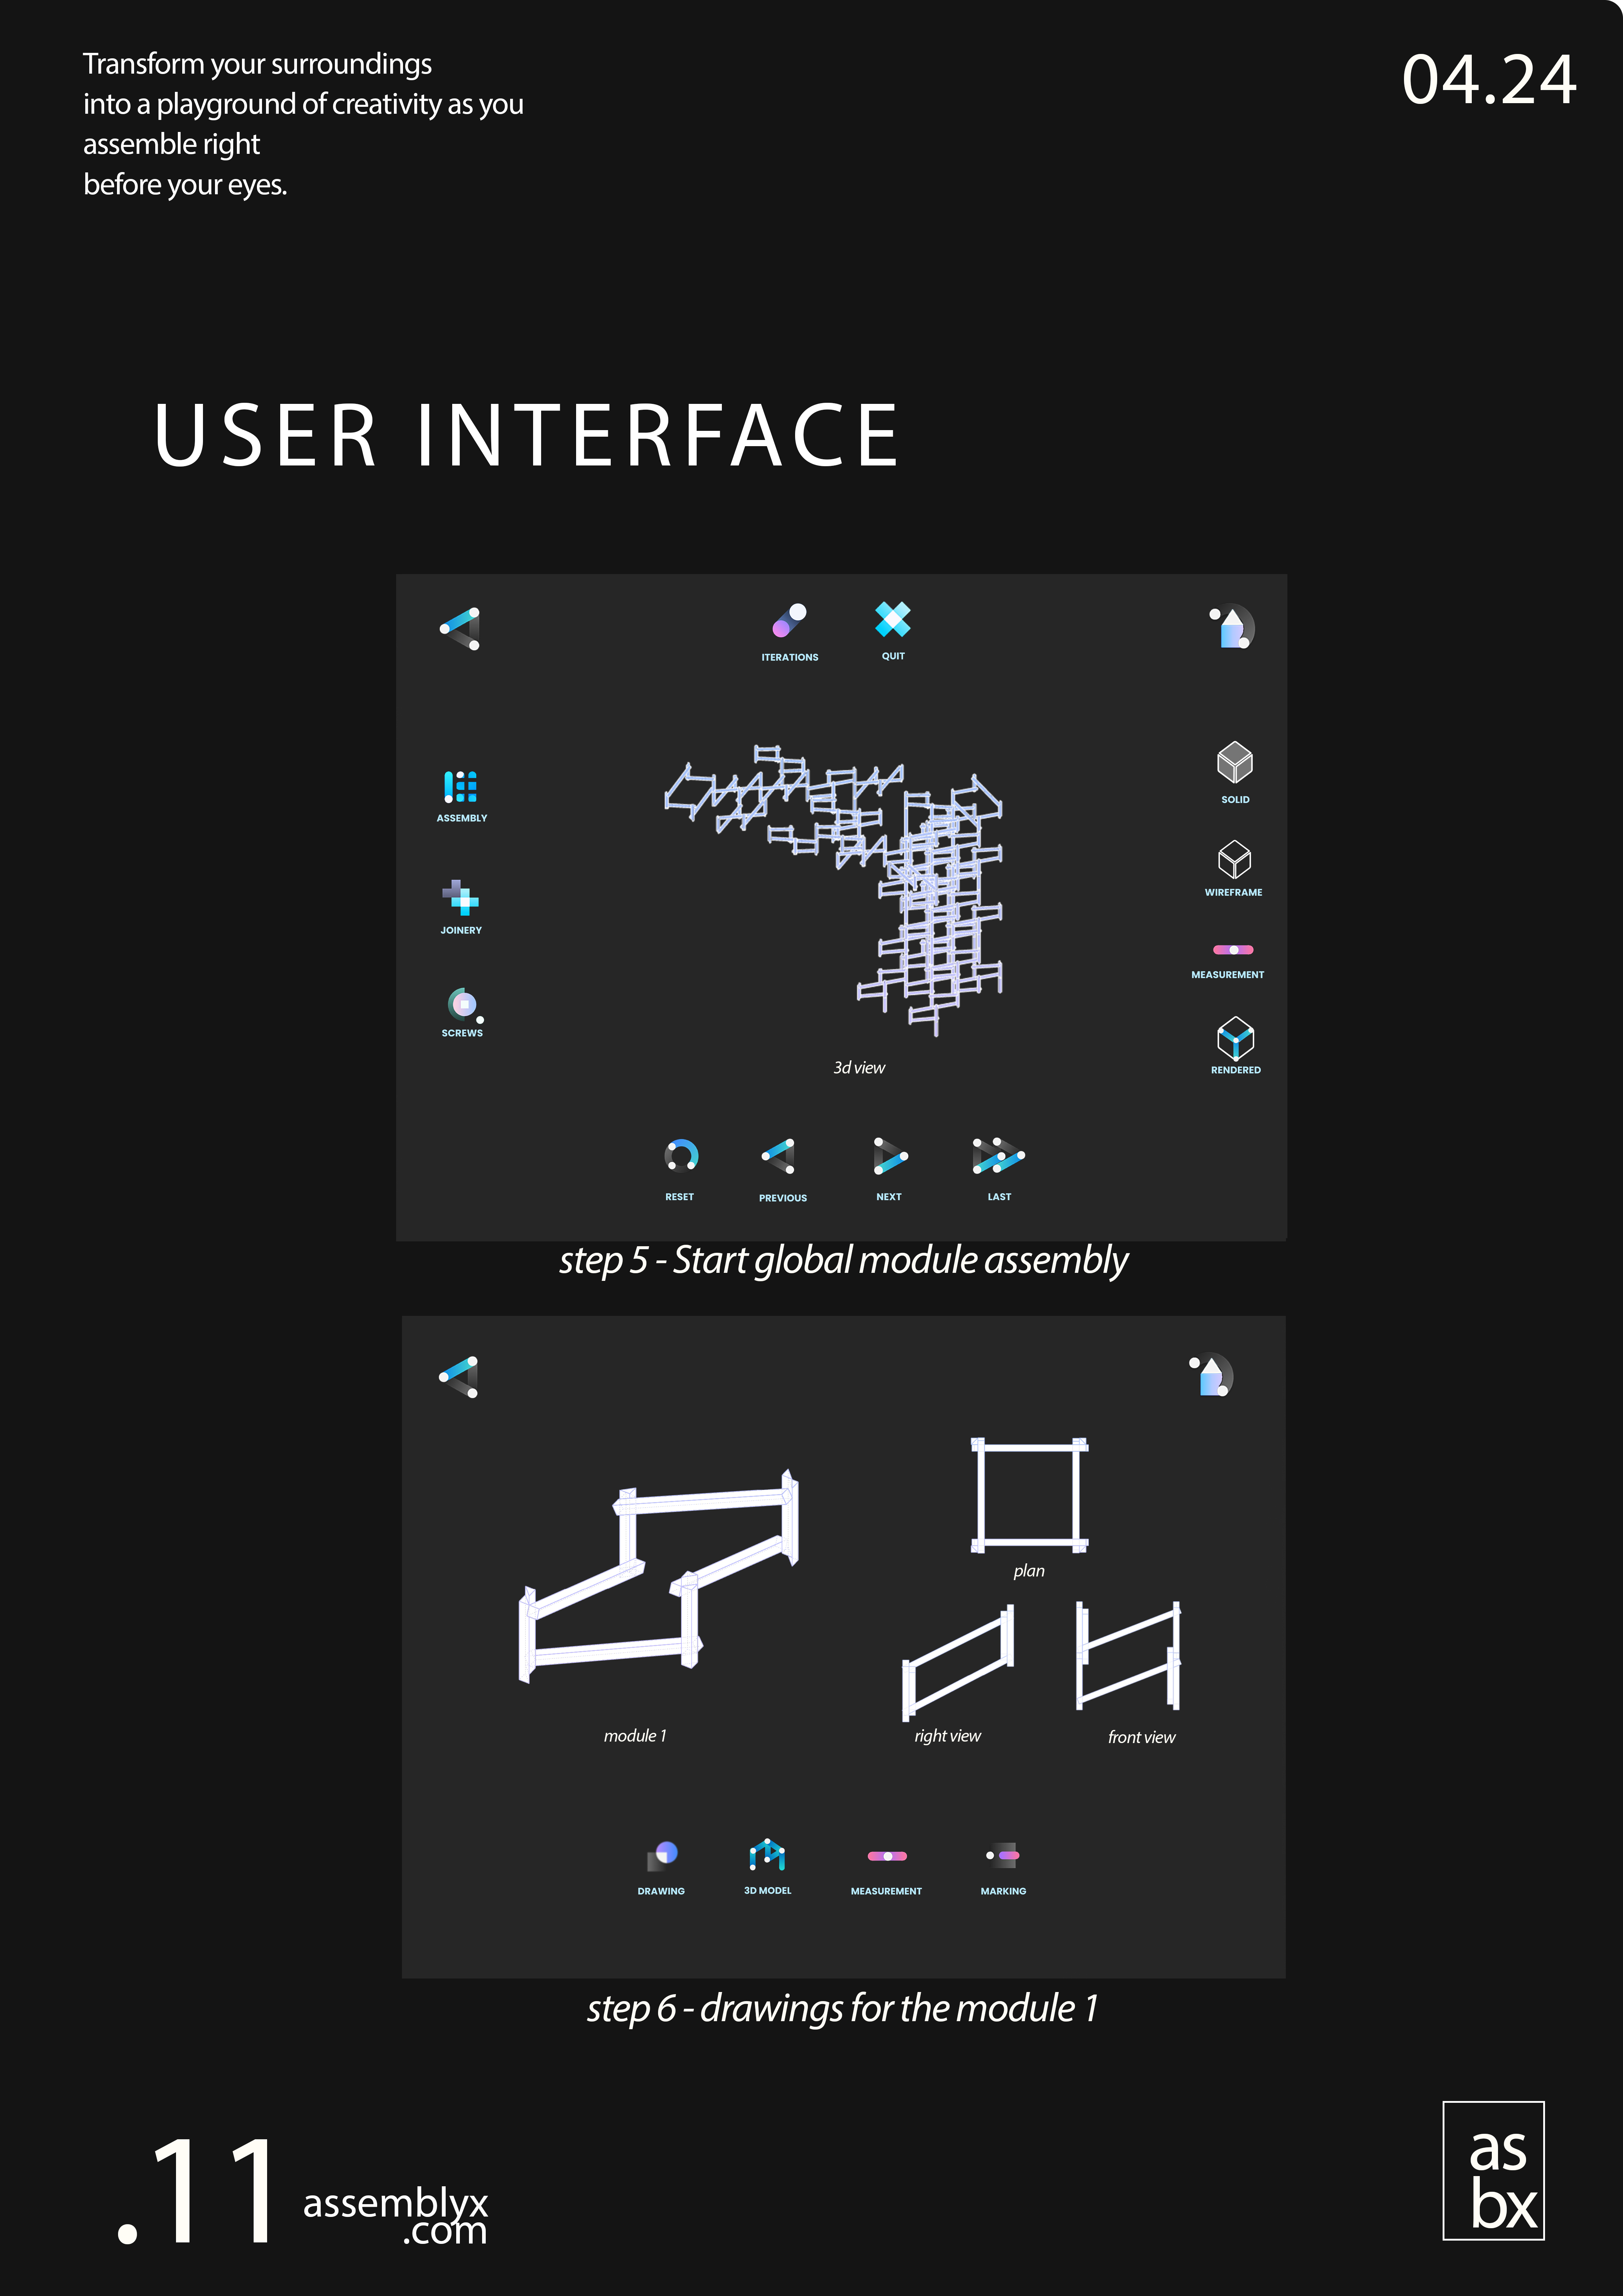 Transform your surroundings
into a playground of creativity as you
assemble right
before your eyes.
04.24
USER INTERFACE
ITERATIONS
QUIT
ASSEMBLY
JOINERY
SCREWS
SOLID
WIREFRAME
MEASUREMENT
RENDERED
3d view
RESET
PREVIOUS
NEXT
LAST
step 5 - Start global module assembly
plan
module 1
right view
front view
DRAWING
3D MODEL
MEASUREMENT
MARKING
step 6 - drawings for the module 1
.11
assemblyx
.com
as
bx